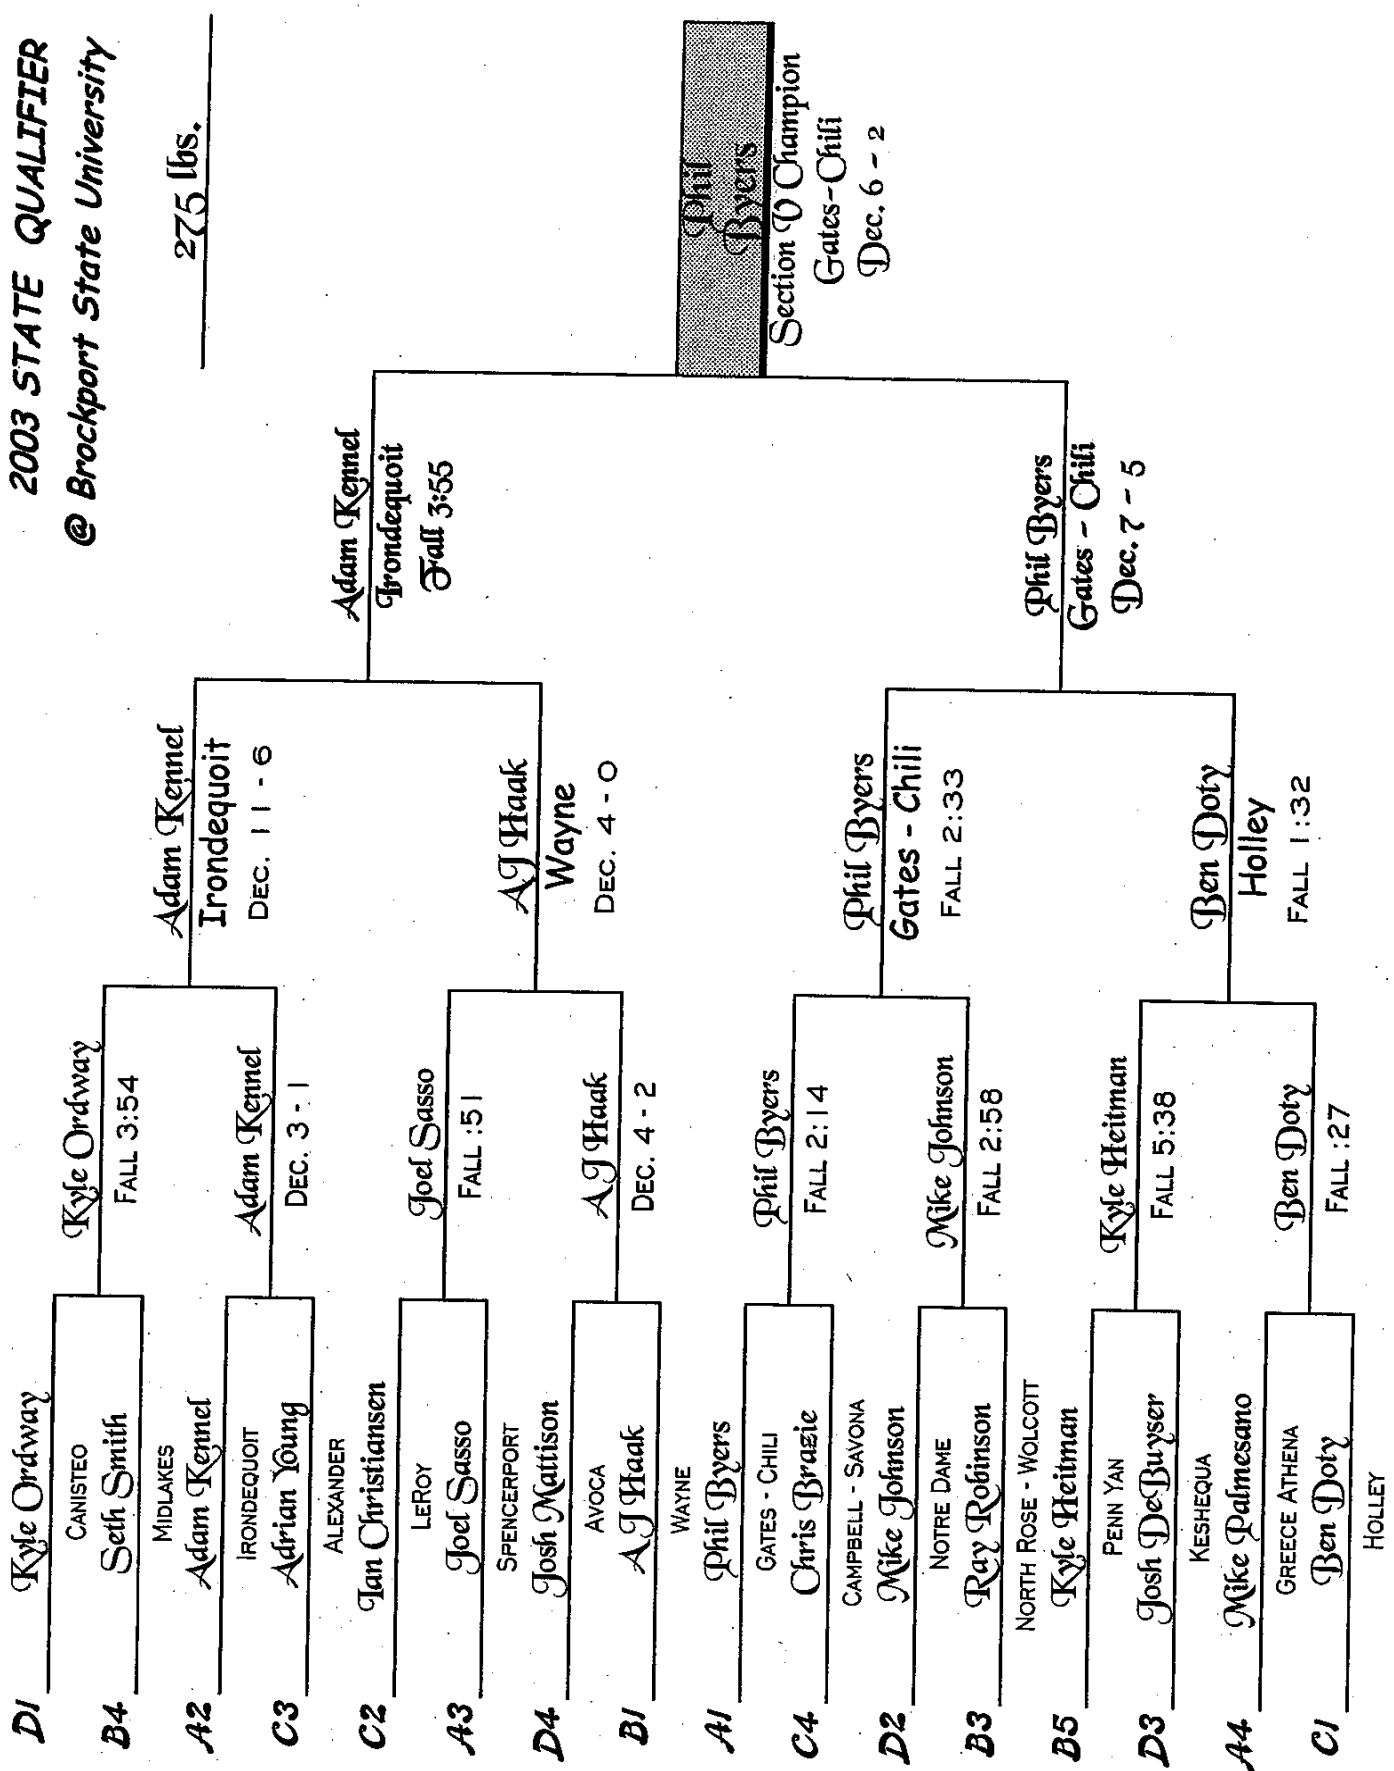 2003 STATE QUALIFIER
@ Brockport State University
275 lbs.
D1 Kyle Ordway
CANISTEO
B4 Seth Smith
MIDLAKES
A2 Adam Kennel
IRONDEQUOIT
C3 Adrian Young
ALEXANDER
C2 Ian Christiansen
LEROY
A3 Joel Sasso
SPENCERPORT
D4 Josh Mattison
AVOCA
B1 AJ Haak
WAYNE
A1 Phil Byers
GATES - CHILI
C4 Chris Brazie
CAMPBELL - SAVONA
D2 Mike Johnson
NOTRE DAME
B3 Ray Robinson
NORTH ROSE - WOLCOTT
B5 Kyle Heitman
PENN YAN
D3 Josh DeBuyser
KESHEQUA
A4 Mike Palmesano
GREECE ATHENA
C1 Ben Doty
HOLLEY
Kyle Ordway
FALL 3:54
Adam Kennel
DEC. 3 - 1
Joel Sasso
FALL :51
AJ Haak
DEC. 4 - 2
Phil Byers
FALL 2:14
Mike Johnson
FALL 2:58
Kyle Heitman
FALL 5:38
Ben Doty
FALL :27
Adam Kennel
Irondequoit
DEC. 11 - 6
AJ Haak
Wayne
DEC. 4 - 0
Phil Byers
Gates - Chili
FALL 2:33
Ben Doty
Holley
FALL 1:32
Adam Kennel
Irondequoit
Fall 3:55
Phil Byers
Gates - Chili
Dec. 7 - 5
Phil
Byers
Section V Champion
Gates-Chili
Dec. 6 - 2